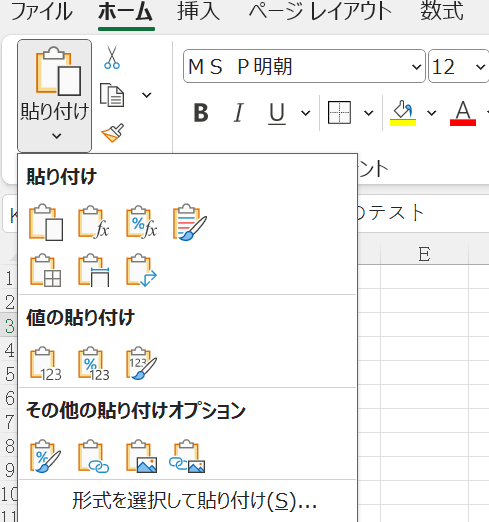 ファイル ホーム 挿入 ページ レイアウト 数式
貼り付け
ＭＳ Ｐ明朝 12
B I U A
貼り付け
fx % fx
値の貼り付け
123 % 123 123
その他の貼り付けオプション
%
形式を選択して貼り付け(S)...
ント
のテスト
E
1
2
3
4
5
6
7
8
9
10
11